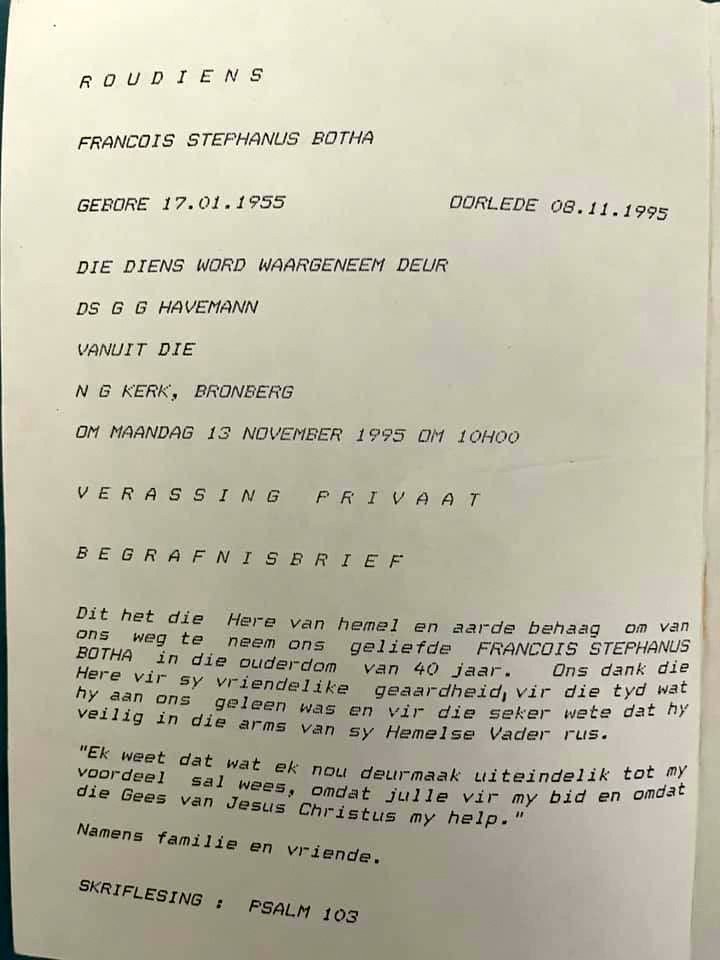 R O U D I E N S
FRANCOIS STEPHANUS BOTHA
GEBORE 17.01.1955 OORLEDE 08.11.1995
DIE DIENS WORD WAARGENEEM DEUR
DS G G HAVEMANN
VANUIT DIE
N G KERK, BRONBERG
OM MAANDAG 13 NOVEMBER 1995 OM 10H00
V E R A S S I N G P R I V A A T
B E G R A F N I S B R I E F
Dit het die Here van hemel en aarde behaag om van
ons weg te neem ons geliefde FRANCOIS STEPHANUS
BOTHA in die ouderdom van 40 jaar. Ons dank die
Here vir sy vriendelike geaardheid, vir die tyd wat
hy aan ons geleen was en vir die seker wete dat hy
veilig in die arms van sy Hemelse Vader rus.
"Ek weet dat wat ek nou deurmaak uiteindelik tot my
voordeel sal wees, omdat julle vir my bid en omdat
die Gees van Jesus Christus my help."
Namens familie en vriende.
SKRIFLESING : PSALM 103